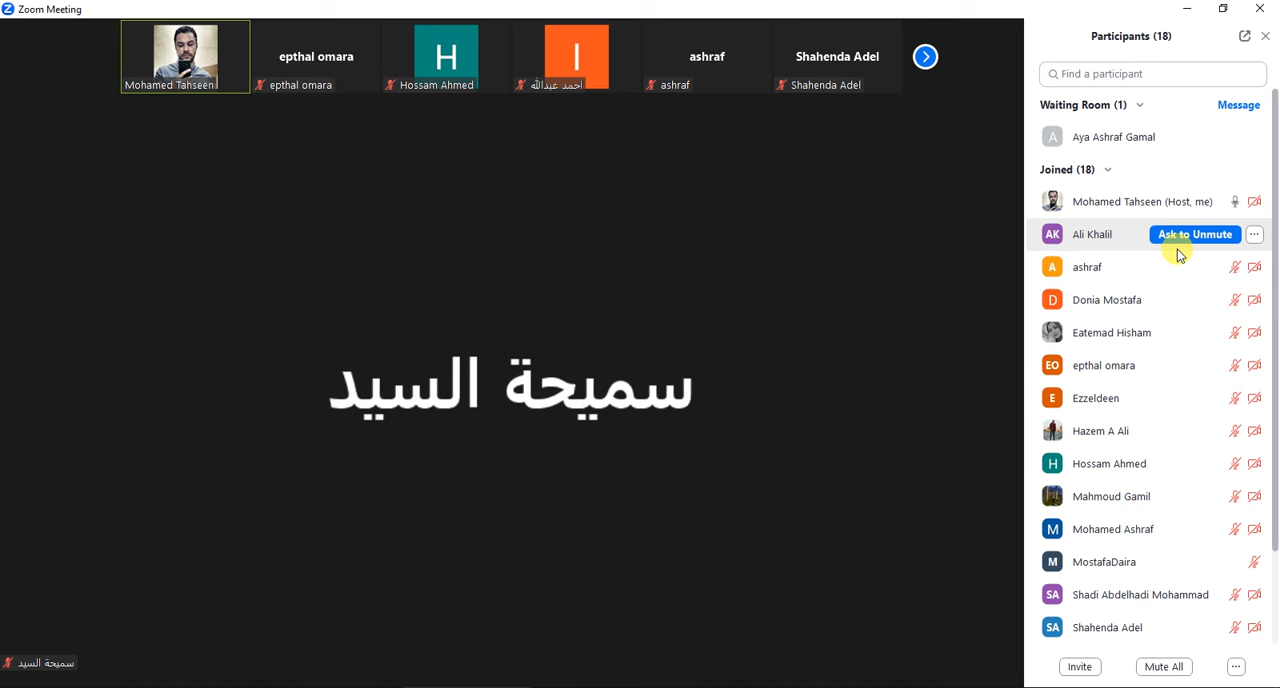 Zoom Meeting
Mohamed Tahseen
epthal omara
epthal omara
H
Hossam Ahmed
ا
احمد عبدالله
ashraf
ashraf
Shahenda Adel
Shahenda Adel
سميحة السيد
سميحة السيد
Participants (18)
Find a participant
Waiting Room (1)
Message
A Aya Ashraf Gamal
Joined (18)
Mohamed Tahseen (Host, me)
AK Ali Khalil Ask to Unmute
A ashraf
D Donia Mostafa
Eatemad Hisham
EO epthal omara
E Ezzeldeen
Hazem A Ali
H Hossam Ahmed
Mahmoud Gamil
M Mohamed Ashraf
M MostafaDaira
SA Shadi Abdelhadi Mohammad
SA Shahenda Adel
Invite Mute All